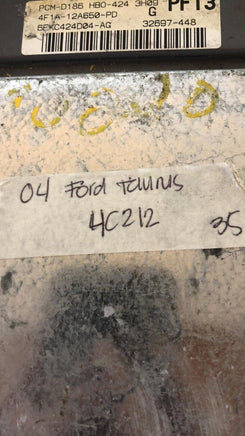 PCM-D186 HBO-424 3H09 PF13
4F1A-12A650-PD G
6EKC424D04-AG 32697-448
04 Ford Taurus
4C212 35